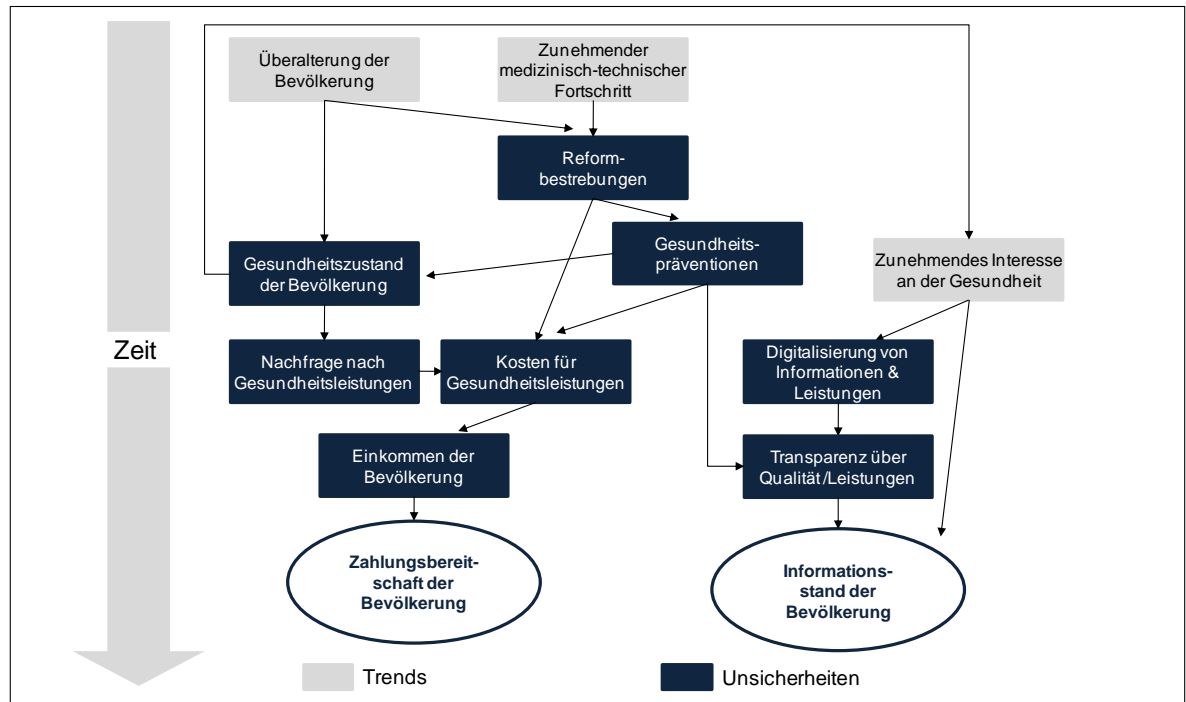 Überalterung der
Bevölkerung
Zunehmender
medizinisch-technischer
Fortschritt
Reform-
bestrebungen
Gesundheits-
präventionen
Gesundheitszustand
der Bevölkerung
Zunehmendes Interesse
an der Gesundheit
Zeit
Nachfrage nach
Gesundheitsleistungen
Kosten für
Gesundheitsleistungen
Digitalisierung von
Informationen &
Leistungen
Einkommen der
Bevölkerung
Transparenz über
Qualität/Leistungen
Zahlungsbereit-
schaft der
Bevölkerung
Informations-
stand der
Bevölkerung
Trends
Unsicherheiten